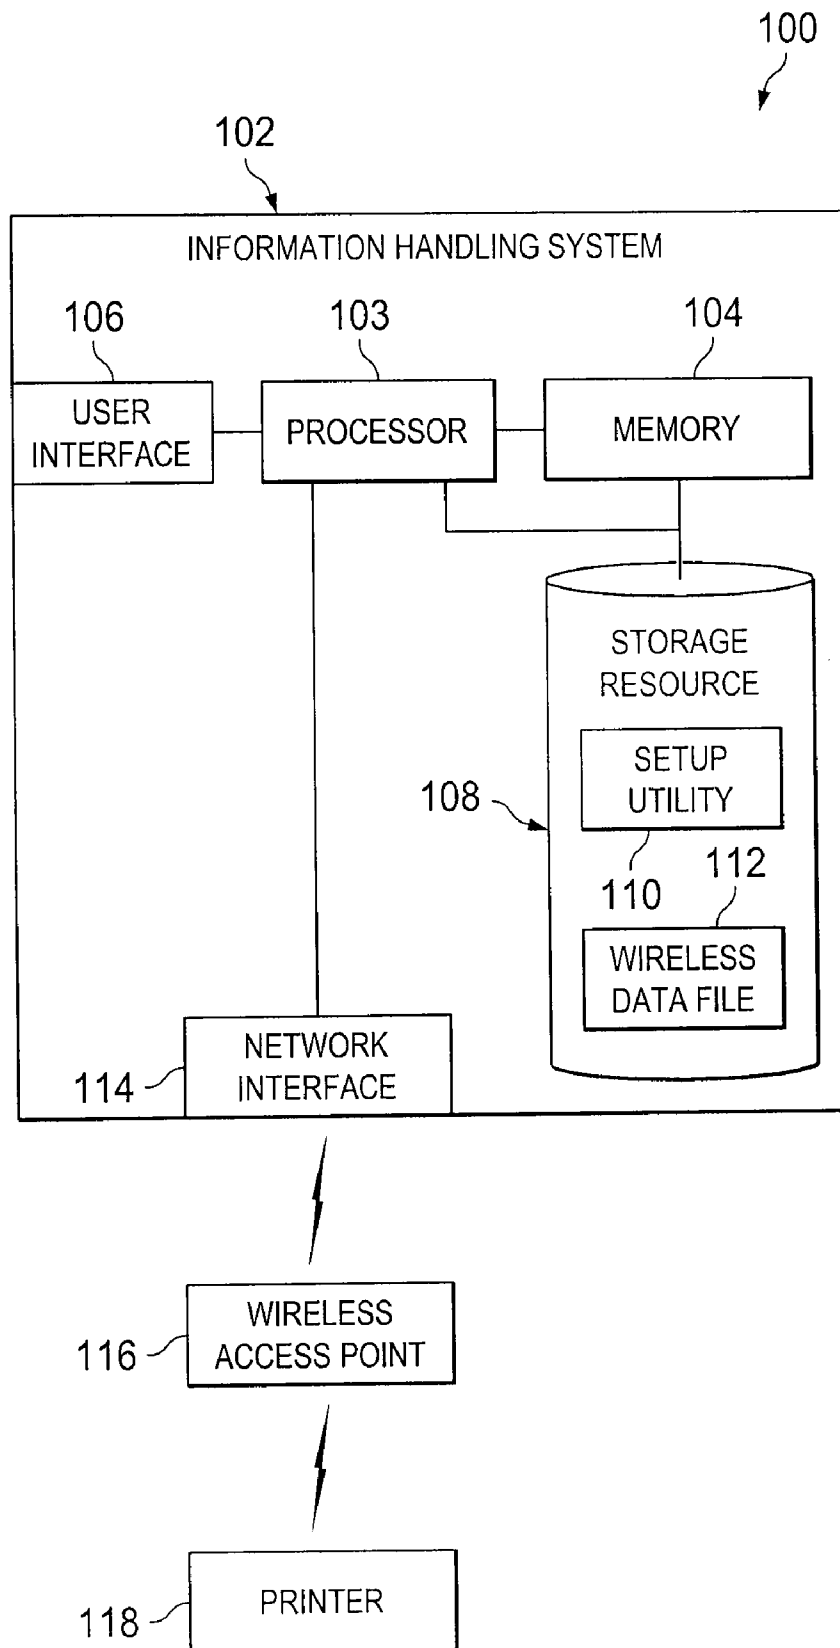 100
102
INFORMATION HANDLING SYSTEM
106
103
104
USER
INTERFACE
PROCESSOR
MEMORY
STORAGE
RESOURCE
SETUP
UTILITY
108
110
112
WIRELESS
DATA FILE
NETWORK
INTERFACE
114
WIRELESS
ACCESS POINT
116
PRINTER
118